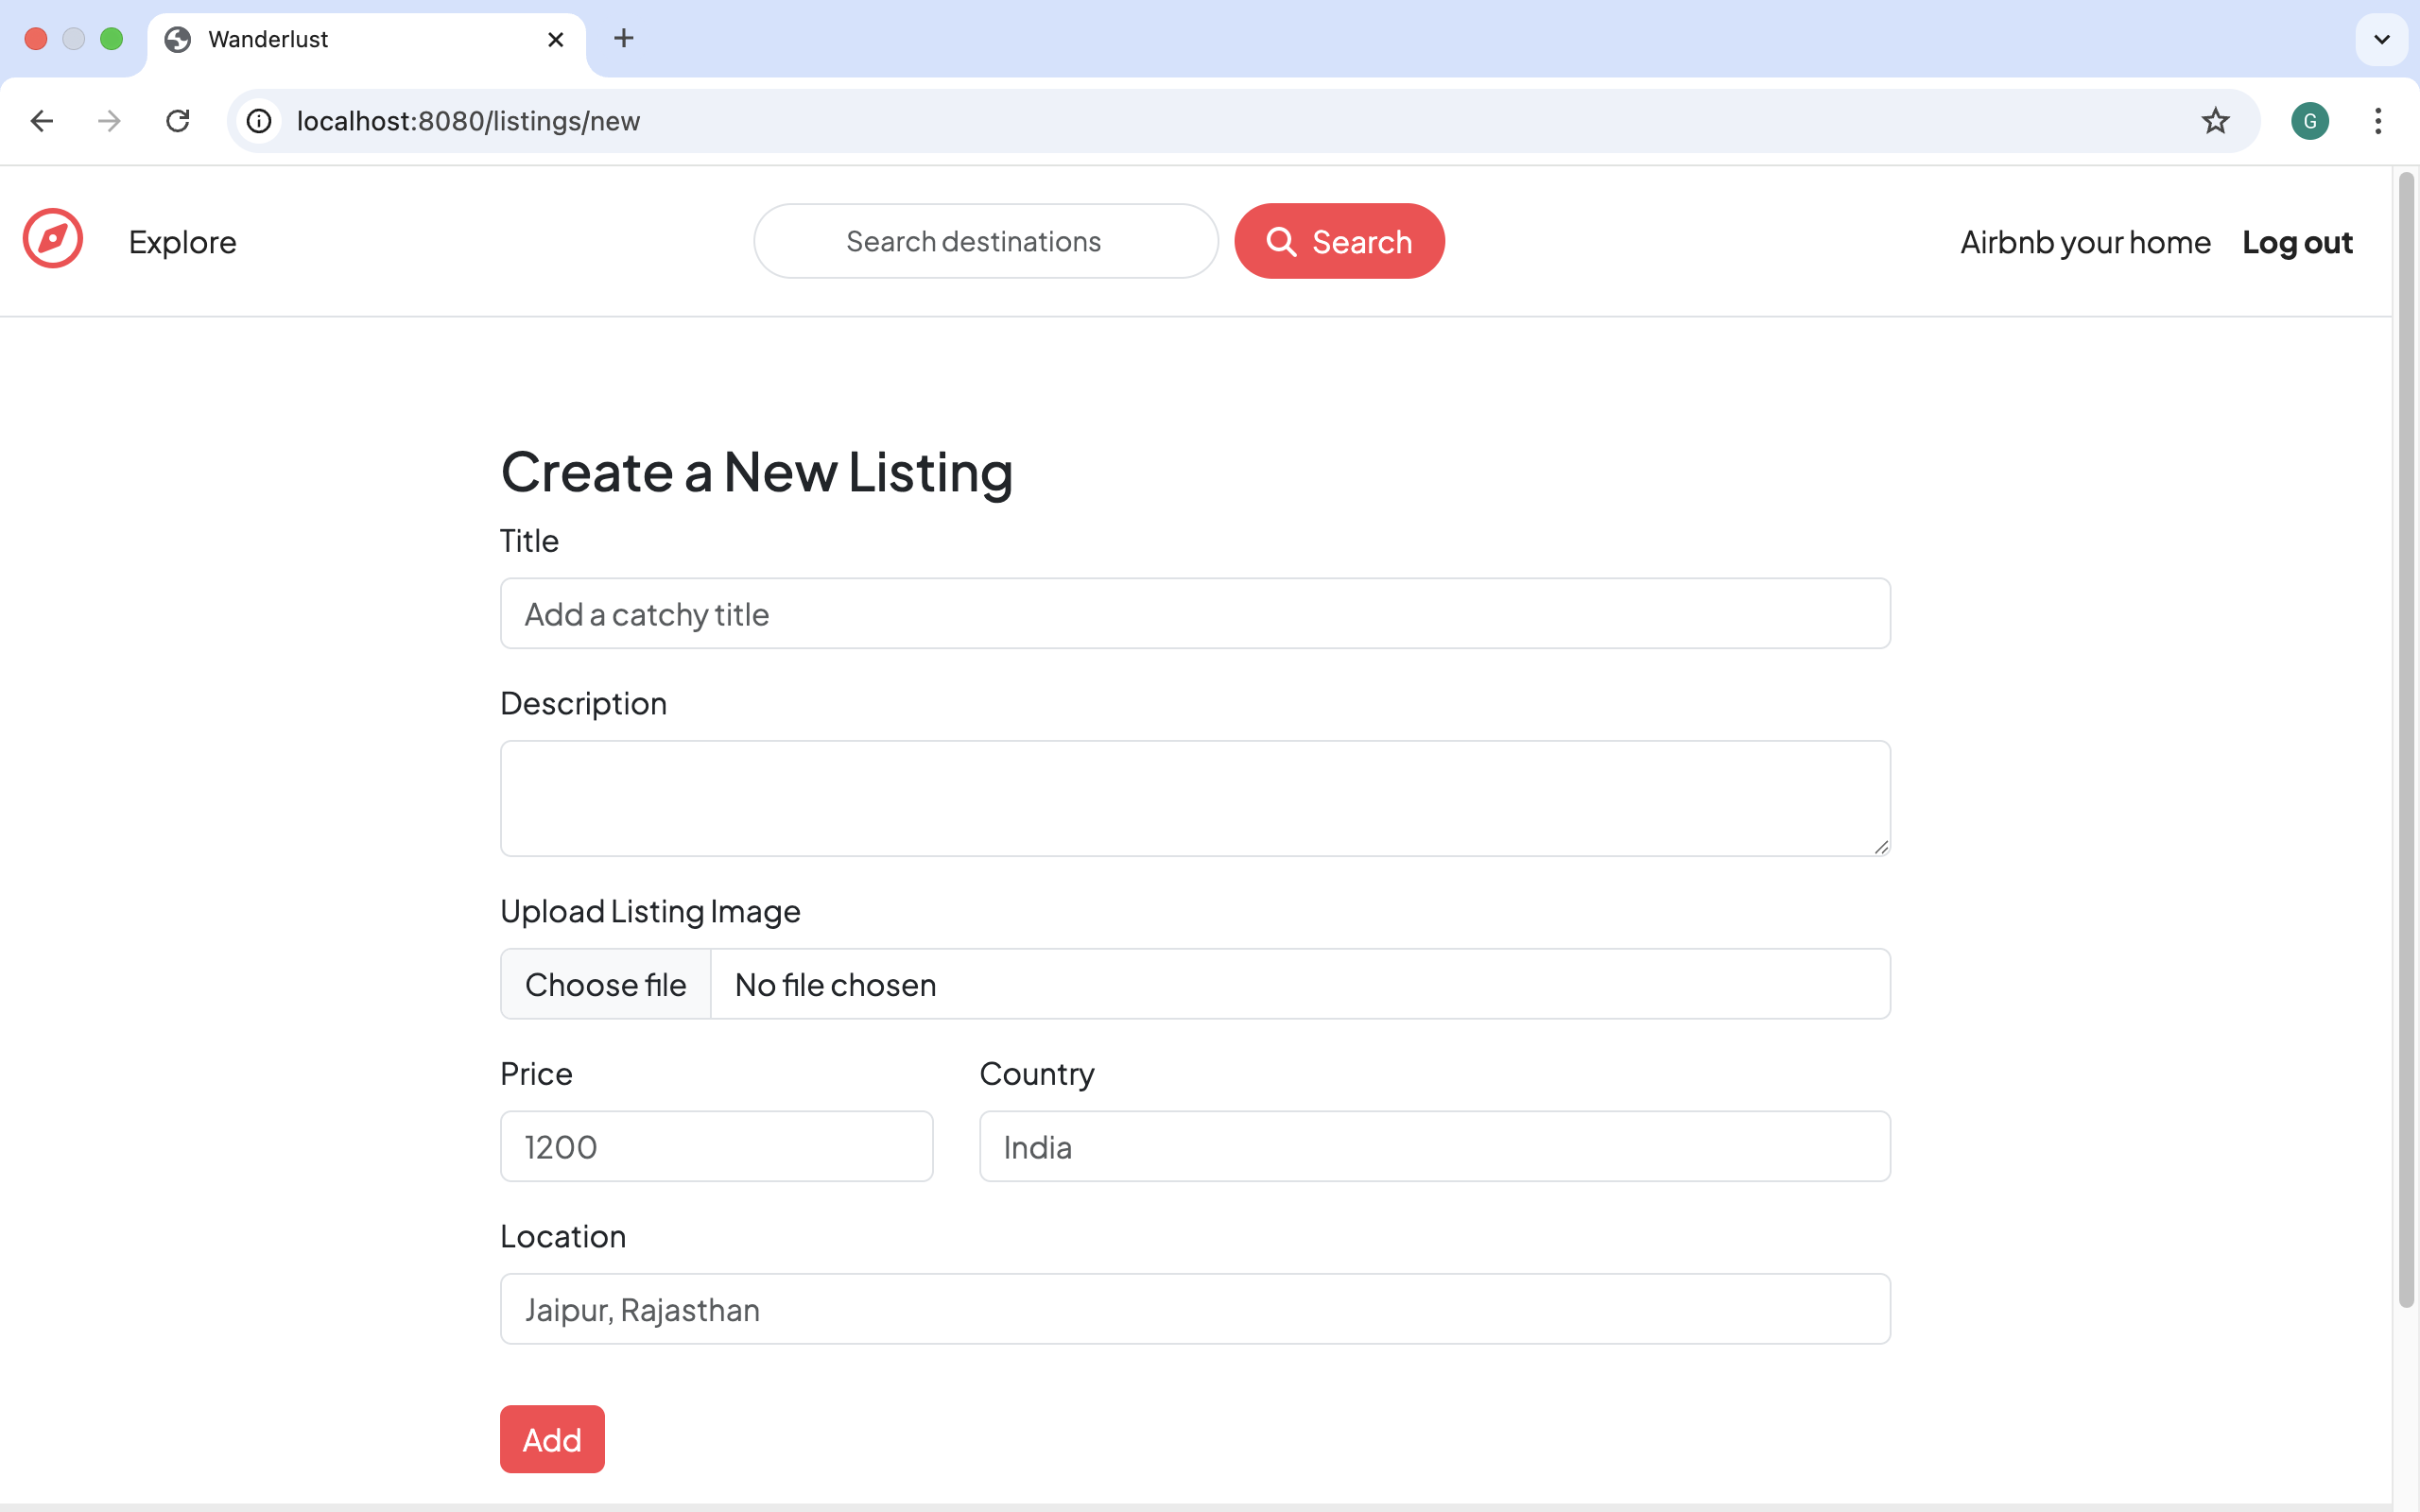 Wanderlust
localhost:8080/listings/new
G
Explore
Search destinations
Search
Airbnb your home
Log out
Create a New Listing
Title
Add a catchy title
Description
Upload Listing Image
Choose file No file chosen
Price Country
1200 India
Location
Jaipur, Rajasthan
Add